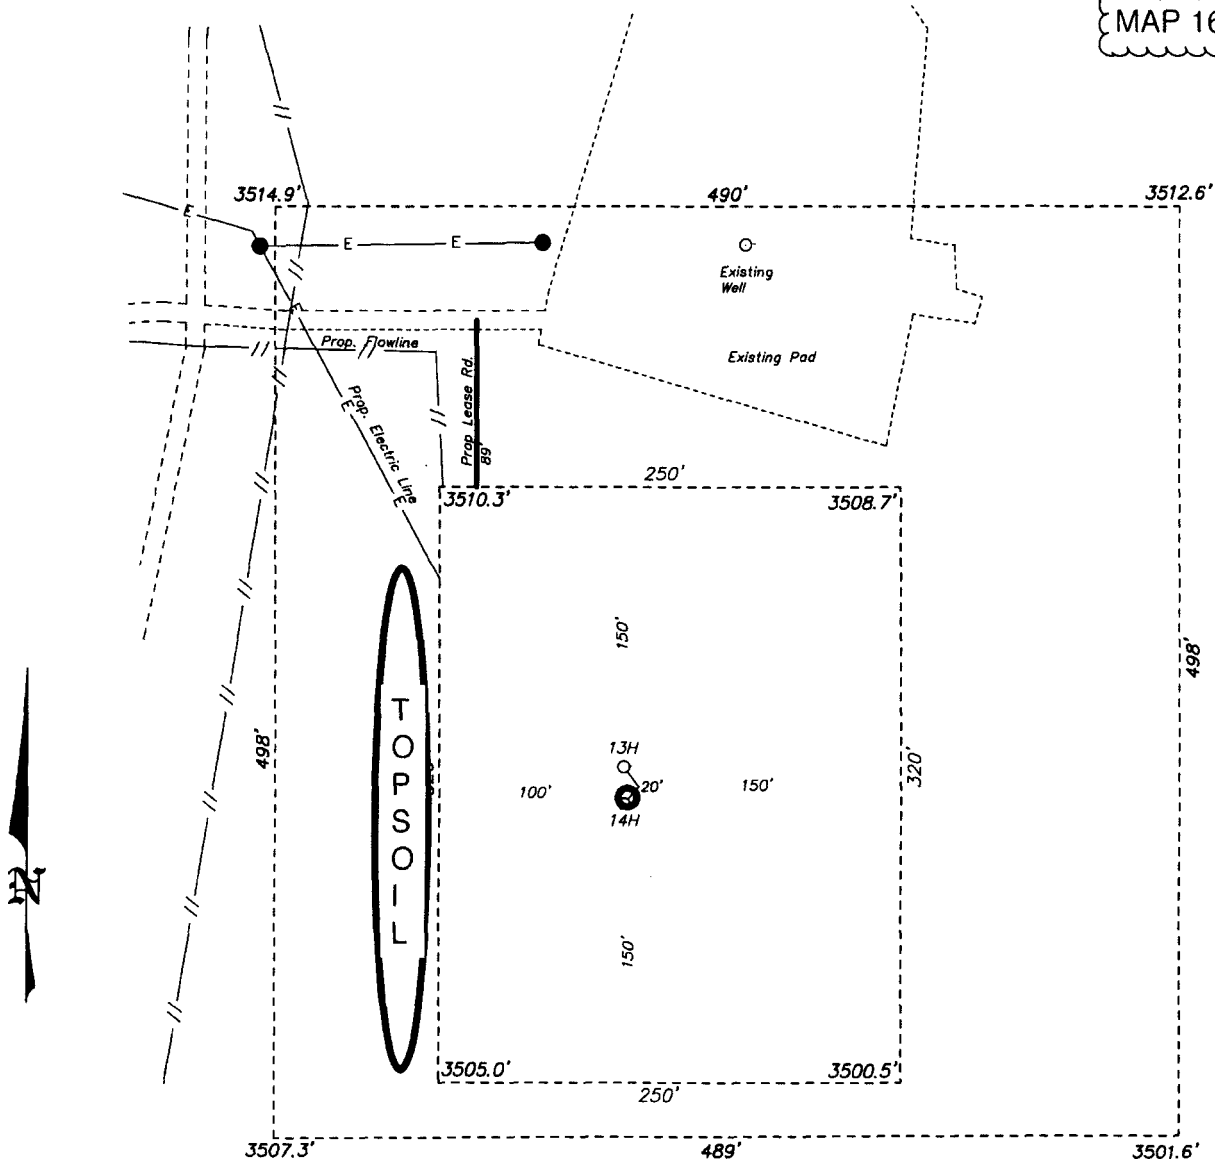 MAP 16
3514.9'
490'
3512.6'
E
E
E
Existing
Well
E
Prop. Flowline
Existing Pad
Prop Lease Rd.
89'
Prop. Electric Line
E
E
250'
3510.3'
3508.7'
150'
498'
TOPSOIL
13H
498'
320'
100'
20'
150'
14H
N
150'
3505.0'
3500.5'
250'
3507.3'
489'
3501.6'